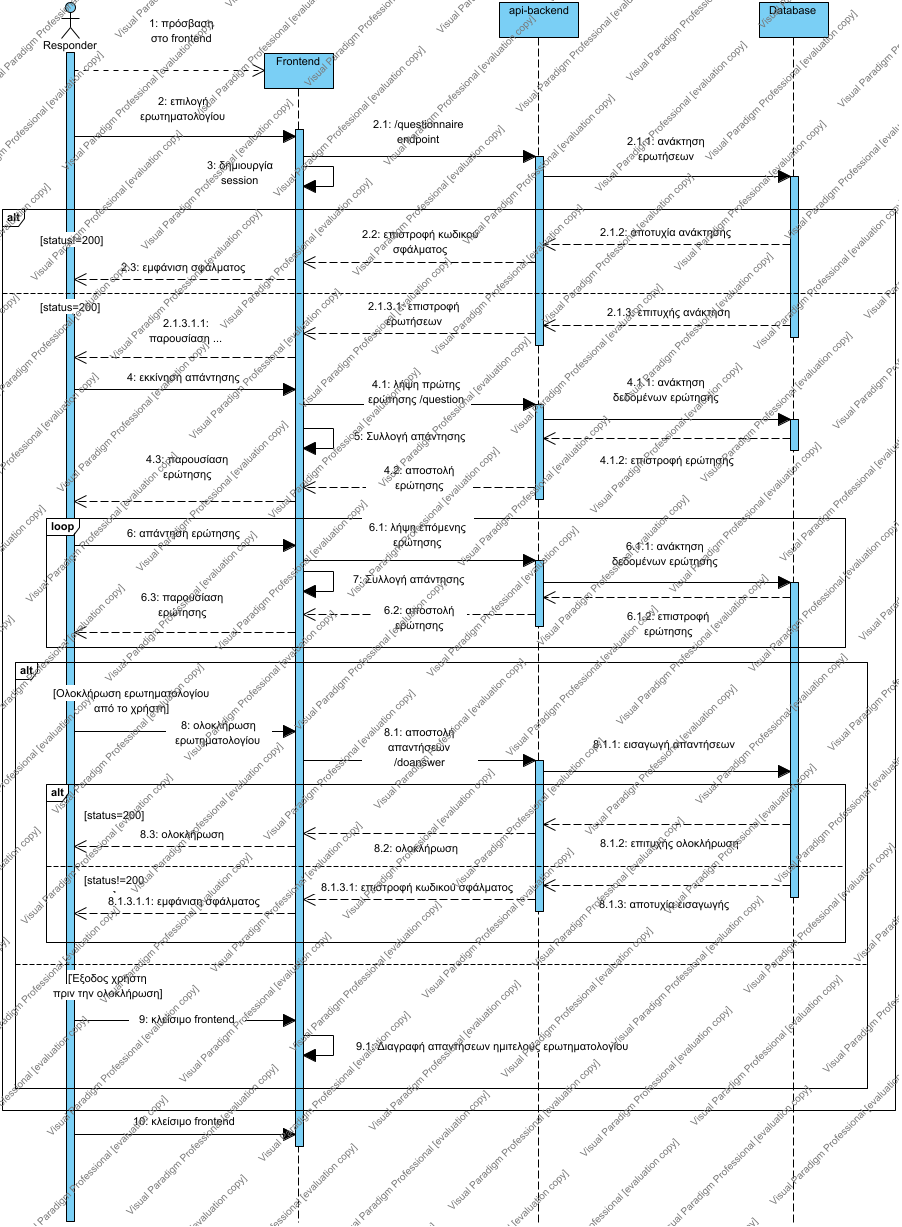 Responder
1: πρόσβαση
στο frontend
Frontend
api-backend
Database
2: επιλογή
ερωτηματολογίου
2.1: /questionnaire
endpoint
2.1.1: ανάκτηση
ερωτήσεων
3: δημιουργία
session
alt
[status!=200]
2.1.2: αποτυχία ανάκτησης
2.2: επιστροφή κωδικού
σφάλματος
2.3: εμφάνιση σφάλματος
[status=200]
2.1.3: επιτυχής ανάκτηση
2.1.3.1: επιστροφή
ερωτήσεων
2.1.3.1.1:
παρουσίαση ...
4: εκκίνηση απάντησης
4.1: λήψη πρώτης
ερώτησης /question
4.1.1: ανάκτηση
δεδομένων ερώτησης
5: Συλλογή απάντησης
4.1.2: επιστροφή ερώτησης
4.2: αποστολή
ερώτησης
4.3: παρουσίαση
ερώτησης
loop
6: απάντηση ερώτησης
6.1: λήψη επόμενης
ερώτησης
6.1.1: ανάκτηση
δεδομένων ερώτησης
7: Συλλογή απάντησης
6.1.2: επιστροφή
ερώτησης
6.2: αποστολή
ερώτησης
6.3: παρουσίαση
ερώτησης
alt
[Ολοκλήρωση ερωτηματολογίου
από το χρήστη]
8: ολοκλήρωση
ερωτηματολογίου
8.1: αποστολή
απαντήσεων
/doanswer
8.1.1: εισαγωγή απαντήσεων
alt
[status=200]
8.1.2: επιτυχής ολοκλήρωση
8.2: ολοκλήρωση
8.3: ολοκλήρωση
[status!=200
8.1.3: αποτυχία εισαγωγής
8.1.3.1: επιστροφή κωδικού σφάλματος
8.1.3.1.1: εμφάνιση σφάλματος
[Έξοδος χρήστη
πριν την ολοκλήρωση]
9: κλείσιμο frontend
9.1: Διαγραφή απαντήσεων ημιτελούς ερωτηματολογίου
10: κλείσιμο frontend
Visual Paradigm Professional [evaluation copy]